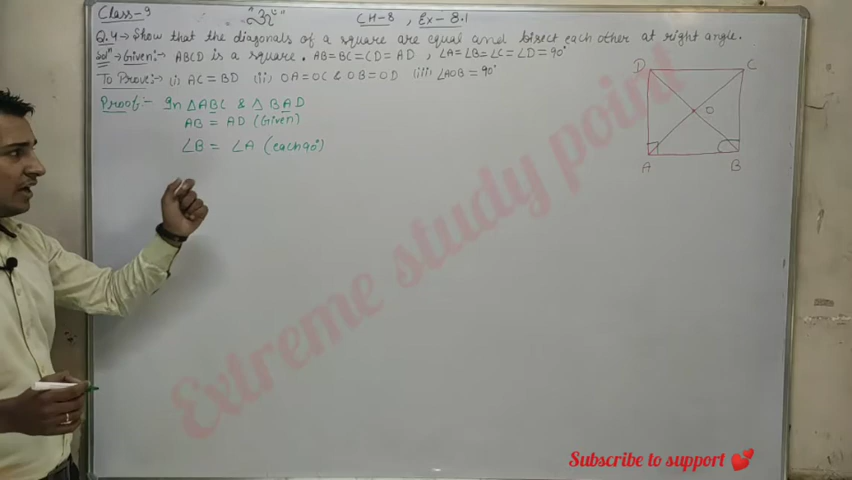 Class-9
CH-8 , Ex-8.1
Q.4→ Show that the diagonals of a square are equal and bisect each other at right angle.
Solⁿ→ Given:→ ABCD is a square. AB=BC=CD=AD , ∠A=∠B=∠C=∠D=90°
To Prove:→ (i) AC=BD (ii) OA=OC & OB=OD (iii) ∠AOB=90°
Proof:- In ΔABC & ΔBAD
AB = AD (Given)
∠B = ∠A (each 90°)
D C
O
A B
Extreme study point
Subscribe to support 💕